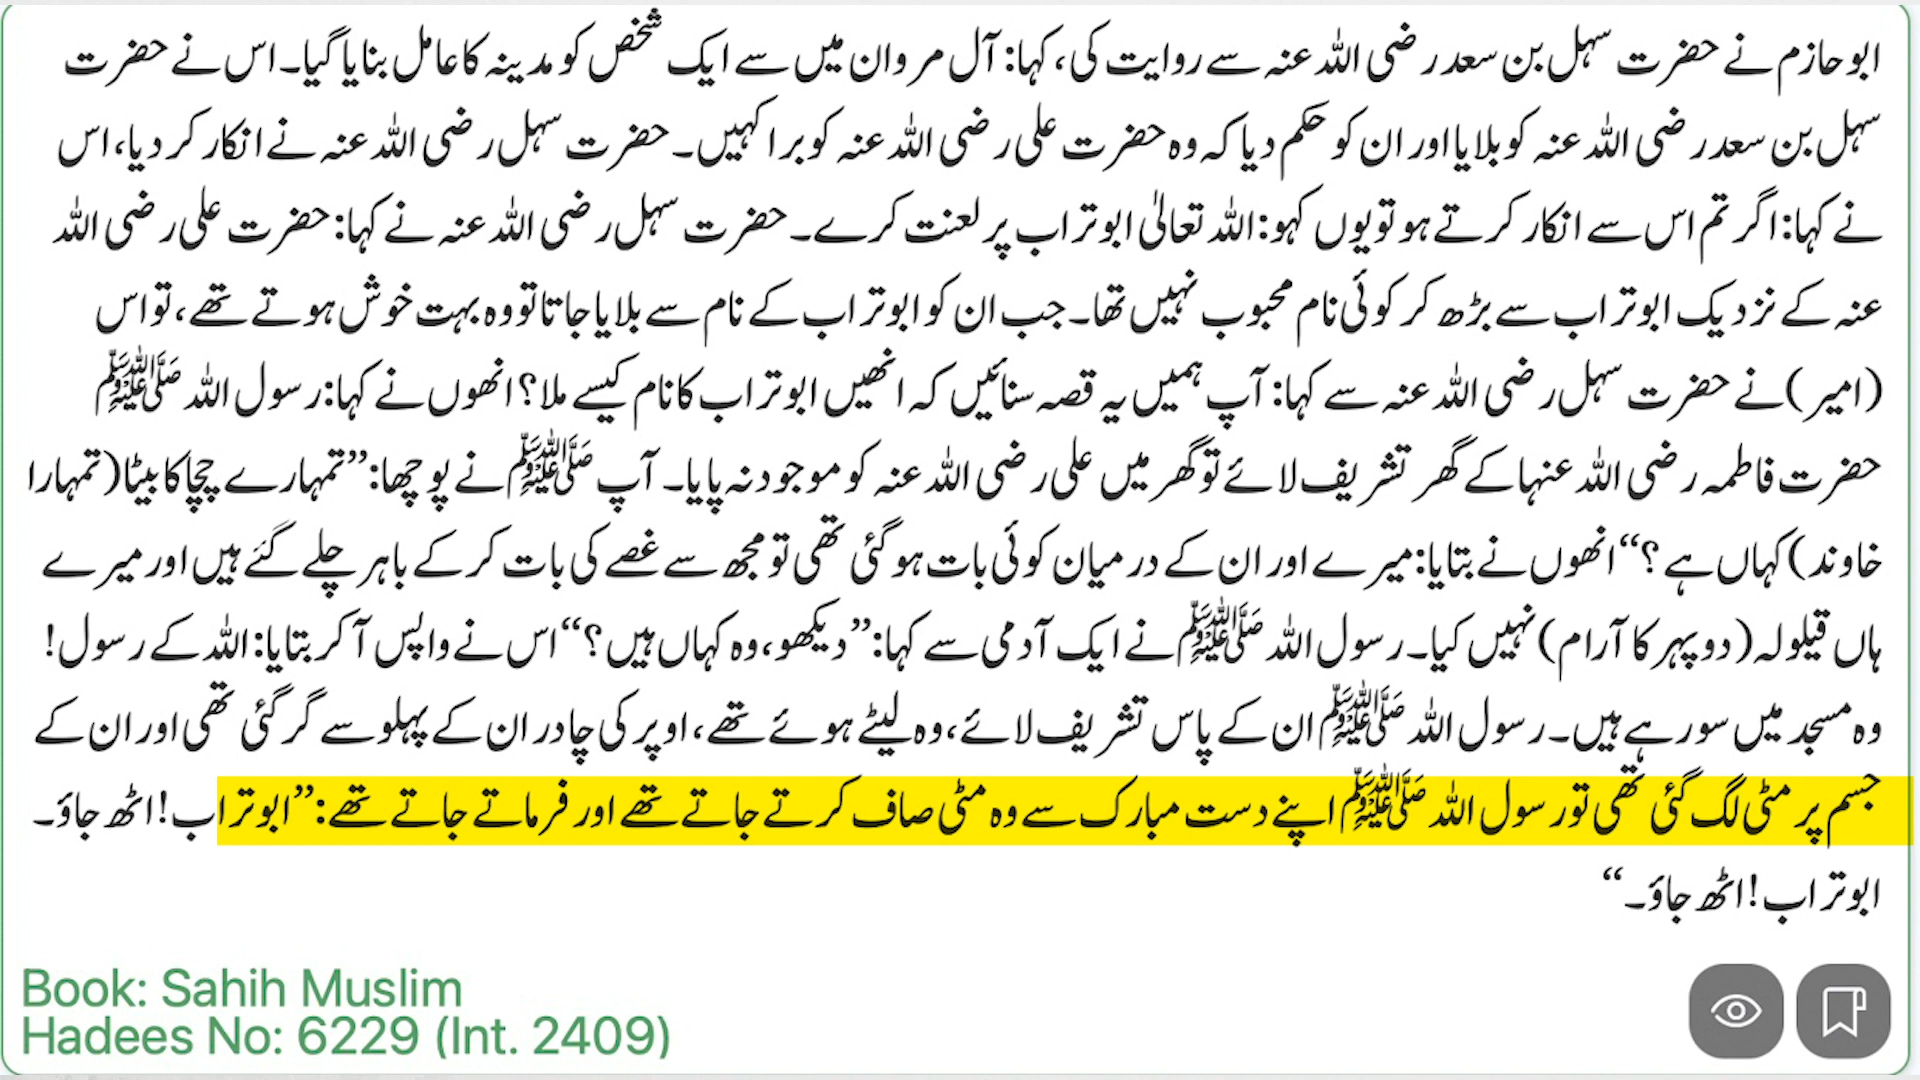 ابوحازم نے حضرت سہل بن سعد رضی اللہ عنہ سے روایت کی، کہا: آل مروان میں سے ایک شخص کو مدینہ کا عامل بنایا گیا۔ اس نے حضرت
سہل بن سعد رضی اللہ عنہ کو بلایا اور ان کو حکم دیا کہ وہ حضرت علی رضی اللہ عنہ کو برا کہیں۔ حضرت سہل رضی اللہ عنہ نے انکار کر دیا، اس
نے کہا: اگر تم اس سے انکار کرتے ہو تو یوں کہو: اللہ تعالیٰ ابوتراب پر لعنت کرے۔ حضرت سہل رضی اللہ عنہ نے کہا: حضرت علی رضی اللہ
عنہ کے نزدیک ابوتراب سے بڑھ کر کوئی نام محبوب نہیں تھا۔ جب ان کو ابوتراب کے نام سے بلایا جاتا تو وہ بہت خوش ہوتے تھے، تو اس
(امیر) نے حضرت سہل رضی اللہ عنہ سے کہا: آپ ہمیں یہ قصہ سنائیں کہ انھیں ابوتراب کا نام کیسے ملا؟ انھوں نے کہا: رسول اللہ ﷺ
حضرت فاطمہ رضی اللہ عنہا کے گھر تشریف لائے تو گھر میں علی رضی اللہ عنہ کو موجود نہ پایا۔ آپ ﷺ نے پوچھا: ”تمہارے چچا کا بیٹا (تمہارا
خاوند) کہاں ہے؟“ انھوں نے بتایا: میرے اور ان کے درمیان کوئی بات ہو گئی تھی تو مجھ سے غصے کی بات کر کے باہر چلے گئے ہیں اور میرے
ہاں قیلولہ (دوپہر کا آرام) نہیں کیا۔ رسول اللہ ﷺ نے ایک آدمی سے کہا: ”دیکھو، وہ کہاں ہیں؟“ اس نے واپس آ کر بتایا: اللہ کے رسول!
وہ مسجد میں سو رہے ہیں۔ رسول اللہ ﷺ ان کے پاس تشریف لائے، وہ لیٹے ہوئے تھے، اوپر کی چادر ان کے پہلو سے گر گئی تھی اور ان کے
جسم پر مٹی لگ گئی تھی تو رسول اللہ ﷺ اپنے دست مبارک سے وہ مٹی صاف کرتے جاتے تھے اور فرماتے جاتے تھے: ”ابوتراب! اٹھ جاؤ۔
ابوتراب! اٹھ جاؤ۔“
Book: Sahih Muslim
Hadees No: 6229 (Int. 2409)